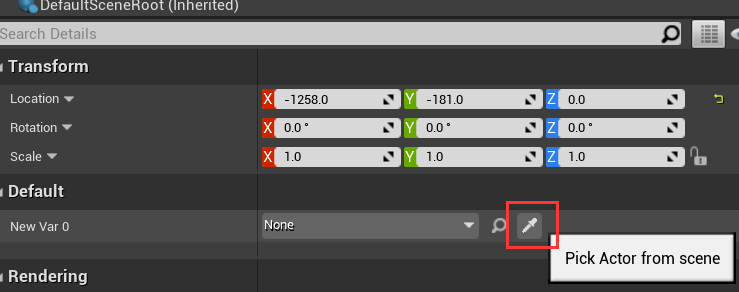 DefaultSceneRoot (Inherited)
Search Details
Transform
Location X -1258.0 Y -181.0 Z 0.0
Rotation X 0.0 ° Y 0.0 ° Z 0.0 °
Scale X 1.0 Y 1.0 Z 1.0
Default
New Var 0 None
Pick Actor from scene
Rendering